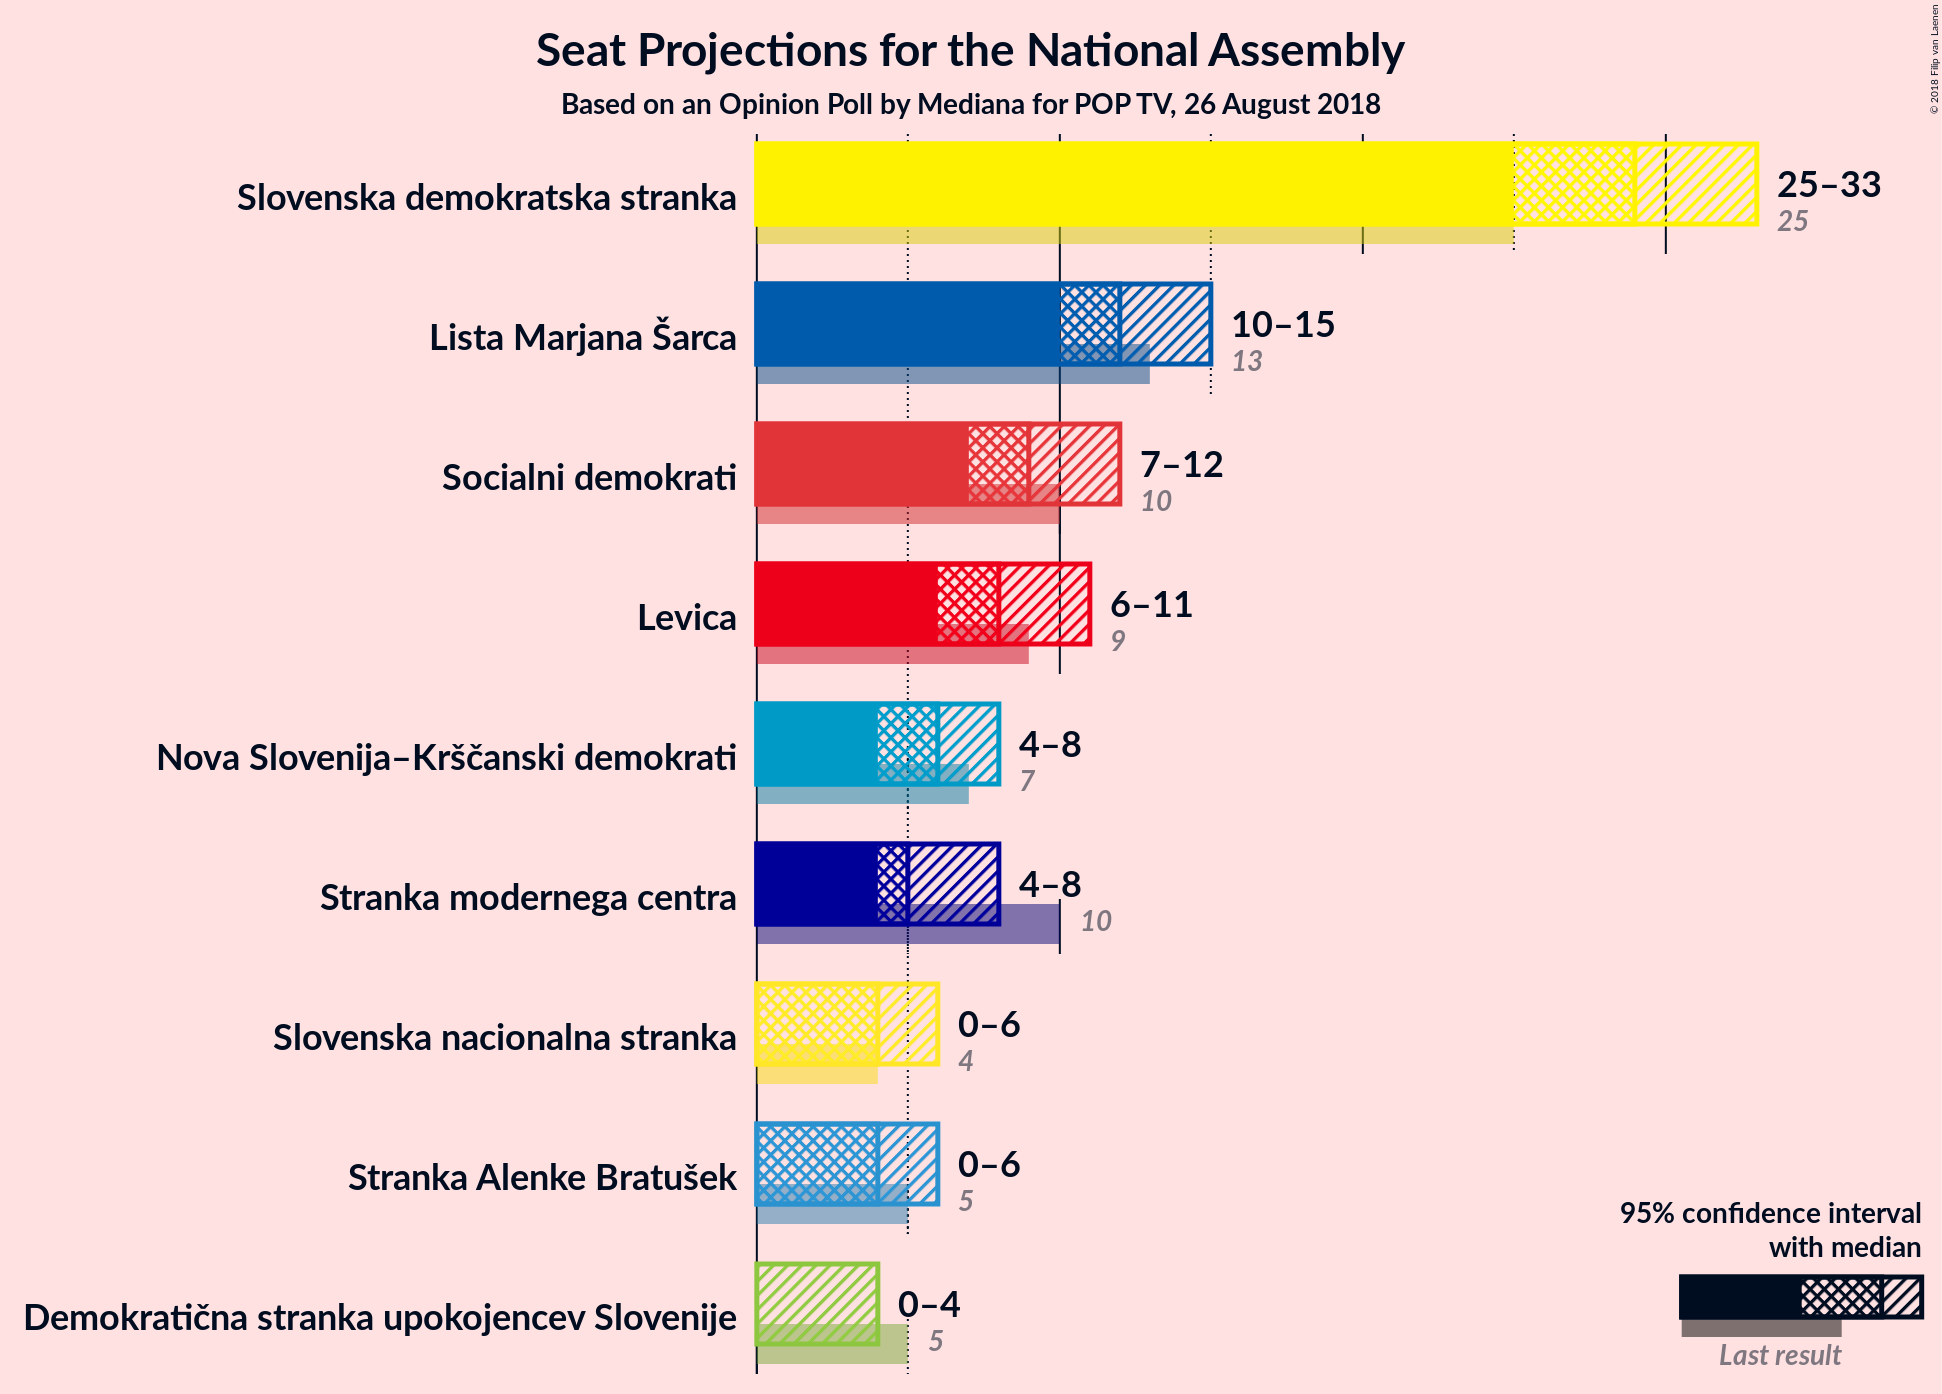 Seat Projections for the National Assembly
Based on an Opinion Poll by Mediana for POP TV, 26 August 2018
© 2018 Filip van Laenen
Slovenska demokratska stranka
25–33
25
Lista Marjana Šarca
10–15
13
Socialni demokrati
7–12
10
Levica
6–11
9
Nova Slovenija–Krščanski demokrati
4–8
7
Stranka modernega centra
4–8
10
Slovenska nacionalna stranka
0–6
4
Stranka Alenke Bratušek
0–6
5
Demokratična stranka upokojencev Slovenije
0–4
5
95% confidence interval
with median
Last result